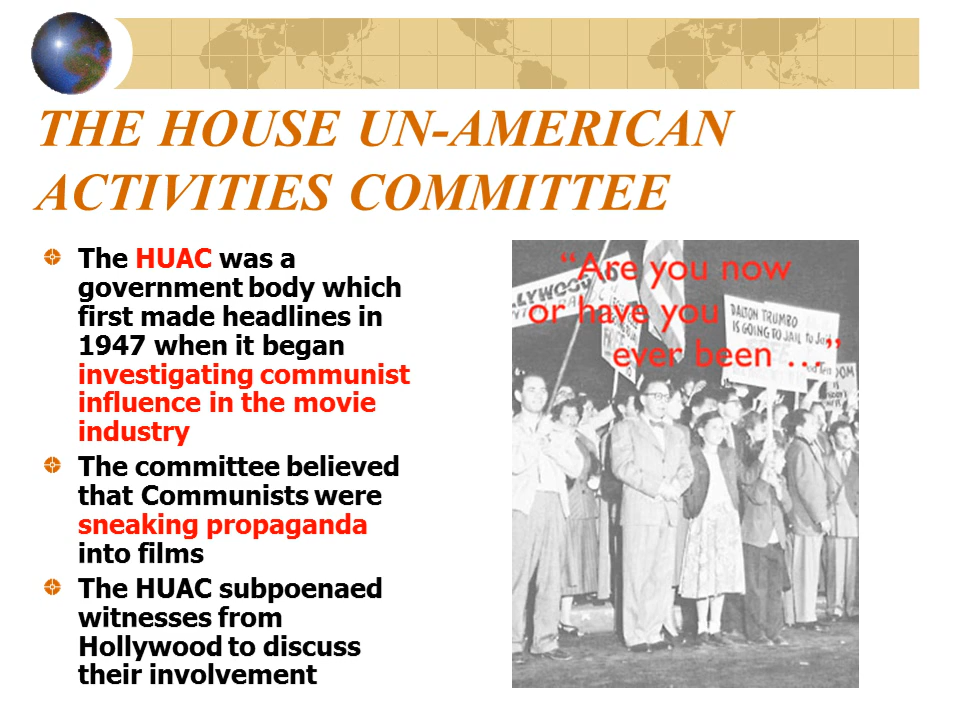 THE HOUSE UN-AMERICAN
ACTIVITIES COMMITTEE
The HUAC was a
government body which
first made headlines in
1947 when it began
investigating communist
influence in the movie
industry
The committee believed
that Communists were
sneaking propaganda
into films
The HUAC subpoenaed
witnesses from
Hollywood to discuss
their involvement
“Are you now
or have you
ever been ...”
DALTON TRUMBO
IS GOING TO JAIL
to Jail